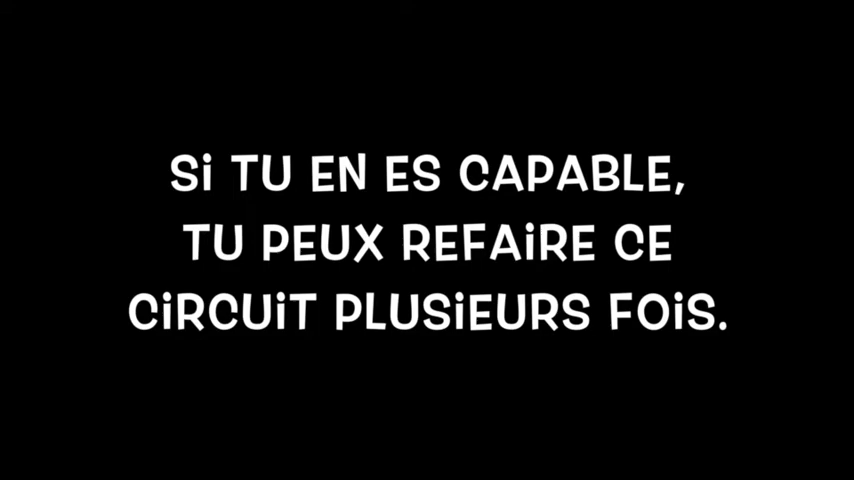 Si TU EN ES CAPABLE,
TU PEUX REFAiRE CE
CiRCUiT PLUSiEURS FOiS.